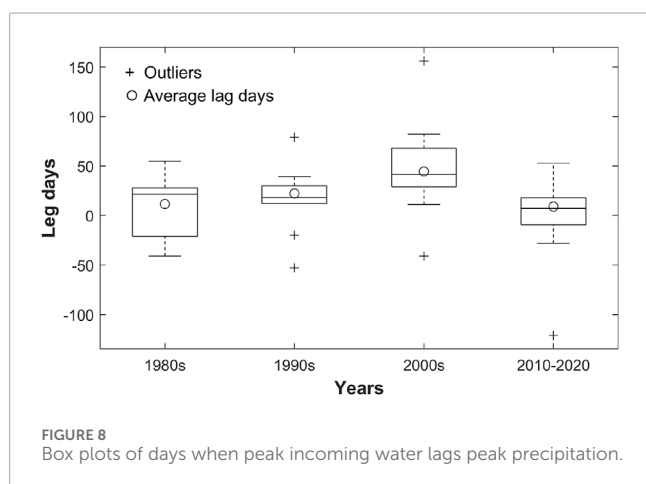 150
+ Outliers
○ Average lag days
100
50
0
-50
-100
Leg days
1980s
1990s
2000s
2010-2020
Years
FIGURE 8
Box plots of days when peak incoming water lags peak precipitation.